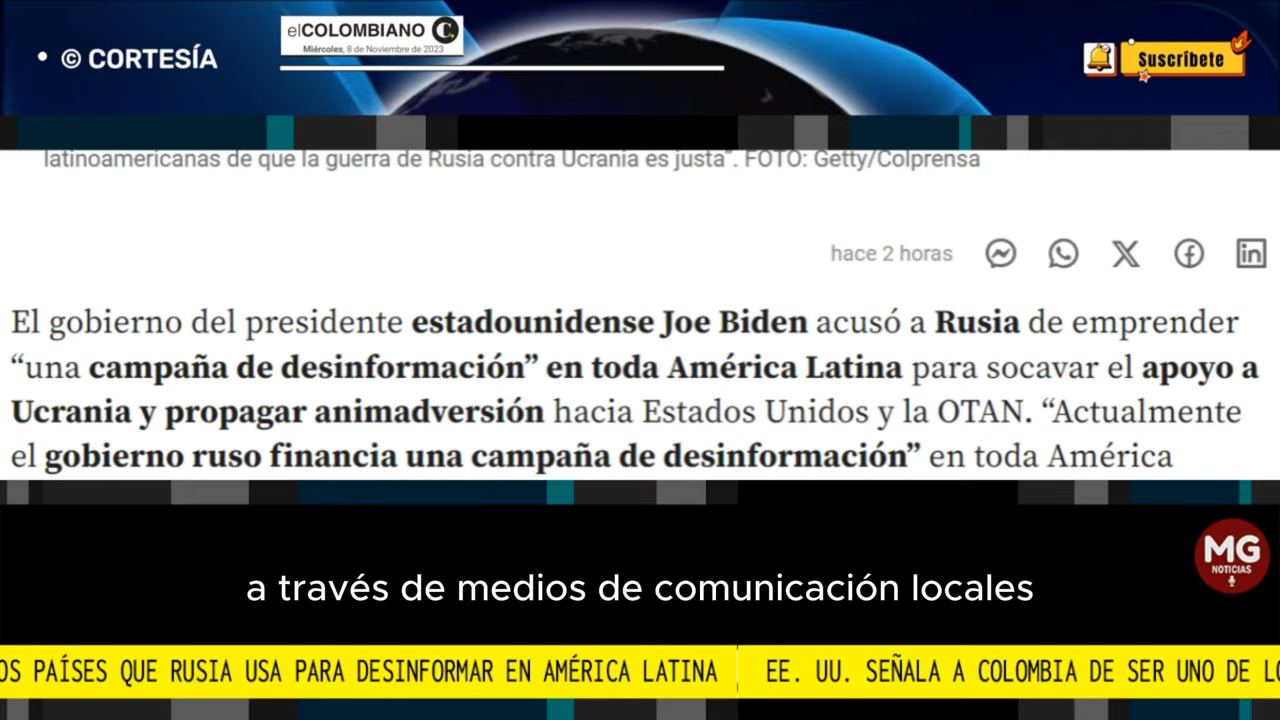 • © CORTESÍA
elCOLOMBIANO C
Miércoles, 8 de Noviembre de 2023
Suscríbete
latinoamericanas de que la guerra de Rusia contra Ucrania es justa”. FOTO: Getty/Colprensa
hace 2 horas
El gobierno del presidente estadounidense Joe Biden acusó a Rusia de emprender
“una campaña de desinformación” en toda América Latina para socavar el apoyo a
Ucrania y propagar animadversión hacia Estados Unidos y la OTAN. “Actualmente
el gobierno ruso financia una campaña de desinformación” en toda América
MG
NOTICIAS
a través de medios de comunicación locales
OS PAÍSES QUE RUSIA USA PARA DESINFORMAR EN AMÉRICA LATINA EE. UU. SEÑALA A COLOMBIA DE SER UNO DE LO